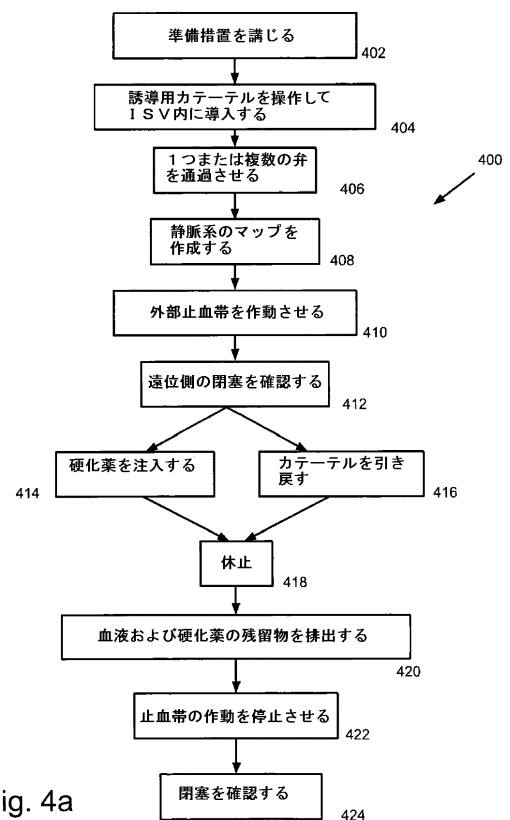 準備措置を講じる
402
誘導用カテーテルを操作して
ＩＳＶ内に導入する
404
１つまたは複数の弁
を通過させる
406
400
静脈系のマップを
作成する
408
外部止血帯を作動させる
410
遠位側の閉塞を確認する
412
硬化薬を注入する
414
カテーテルを引き
戻す
416
休止
418
血液および硬化薬の残留物を排出する
420
止血帯の作動を停止させる
422
閉塞を確認する
424
ig. 4a